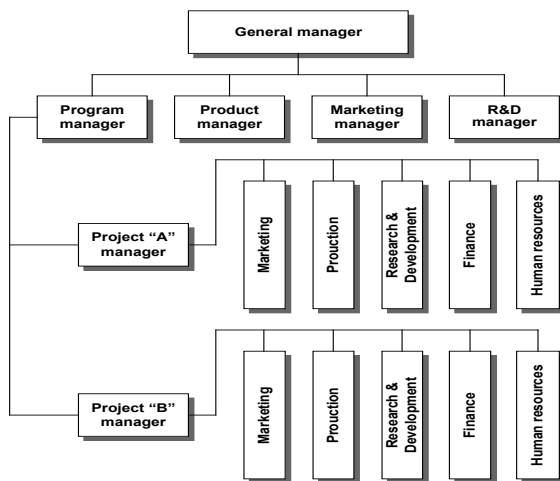 General manager
Program
manager
Product
manager
Marketing
manager
R&D
manager
Project “A”
manager
Marketing
Prouction
Research &
Development
Finance
Human resources
Project “B”
manager
Marketing
Prouction
Research &
Development
Finance
Human resources